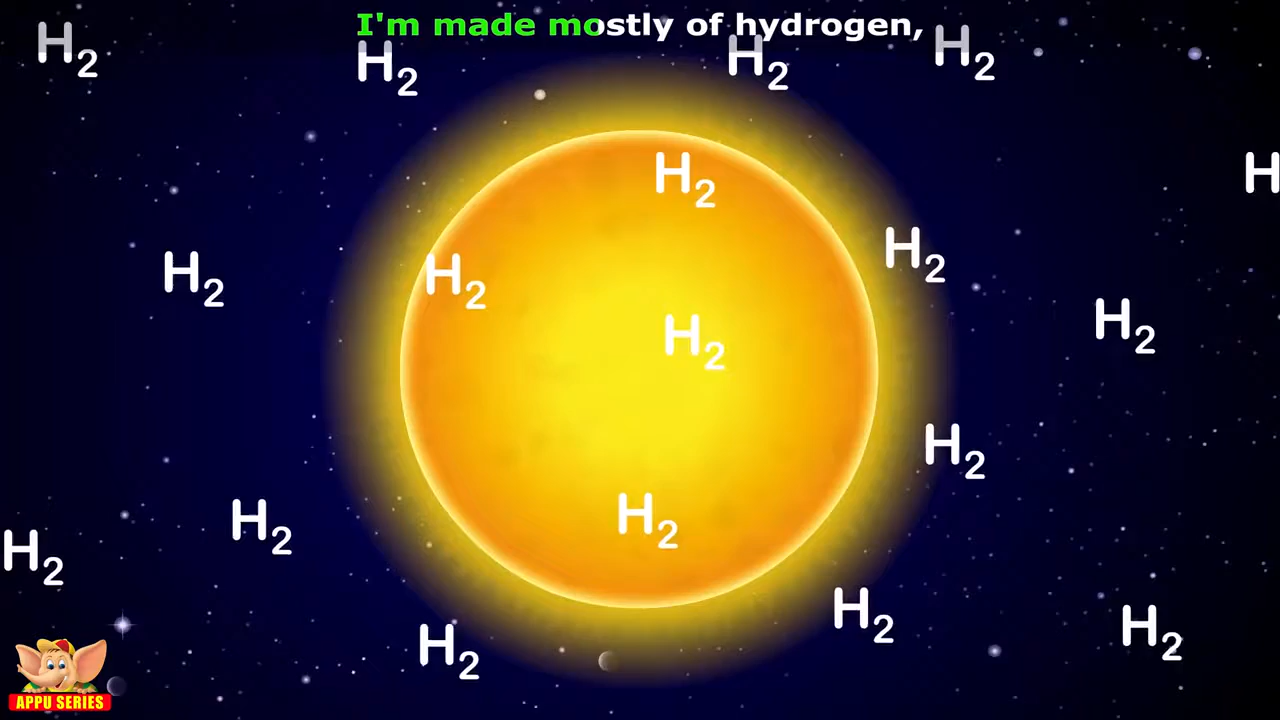 I'm made mostly of hydrogen,
H₂ H₂ H₂ H₂
H₂ H
H₂ H₂ H₂
H₂ H₂
H₂
H₂ H₂ H₂
H₂ H₂ H₂
APPU SERIES